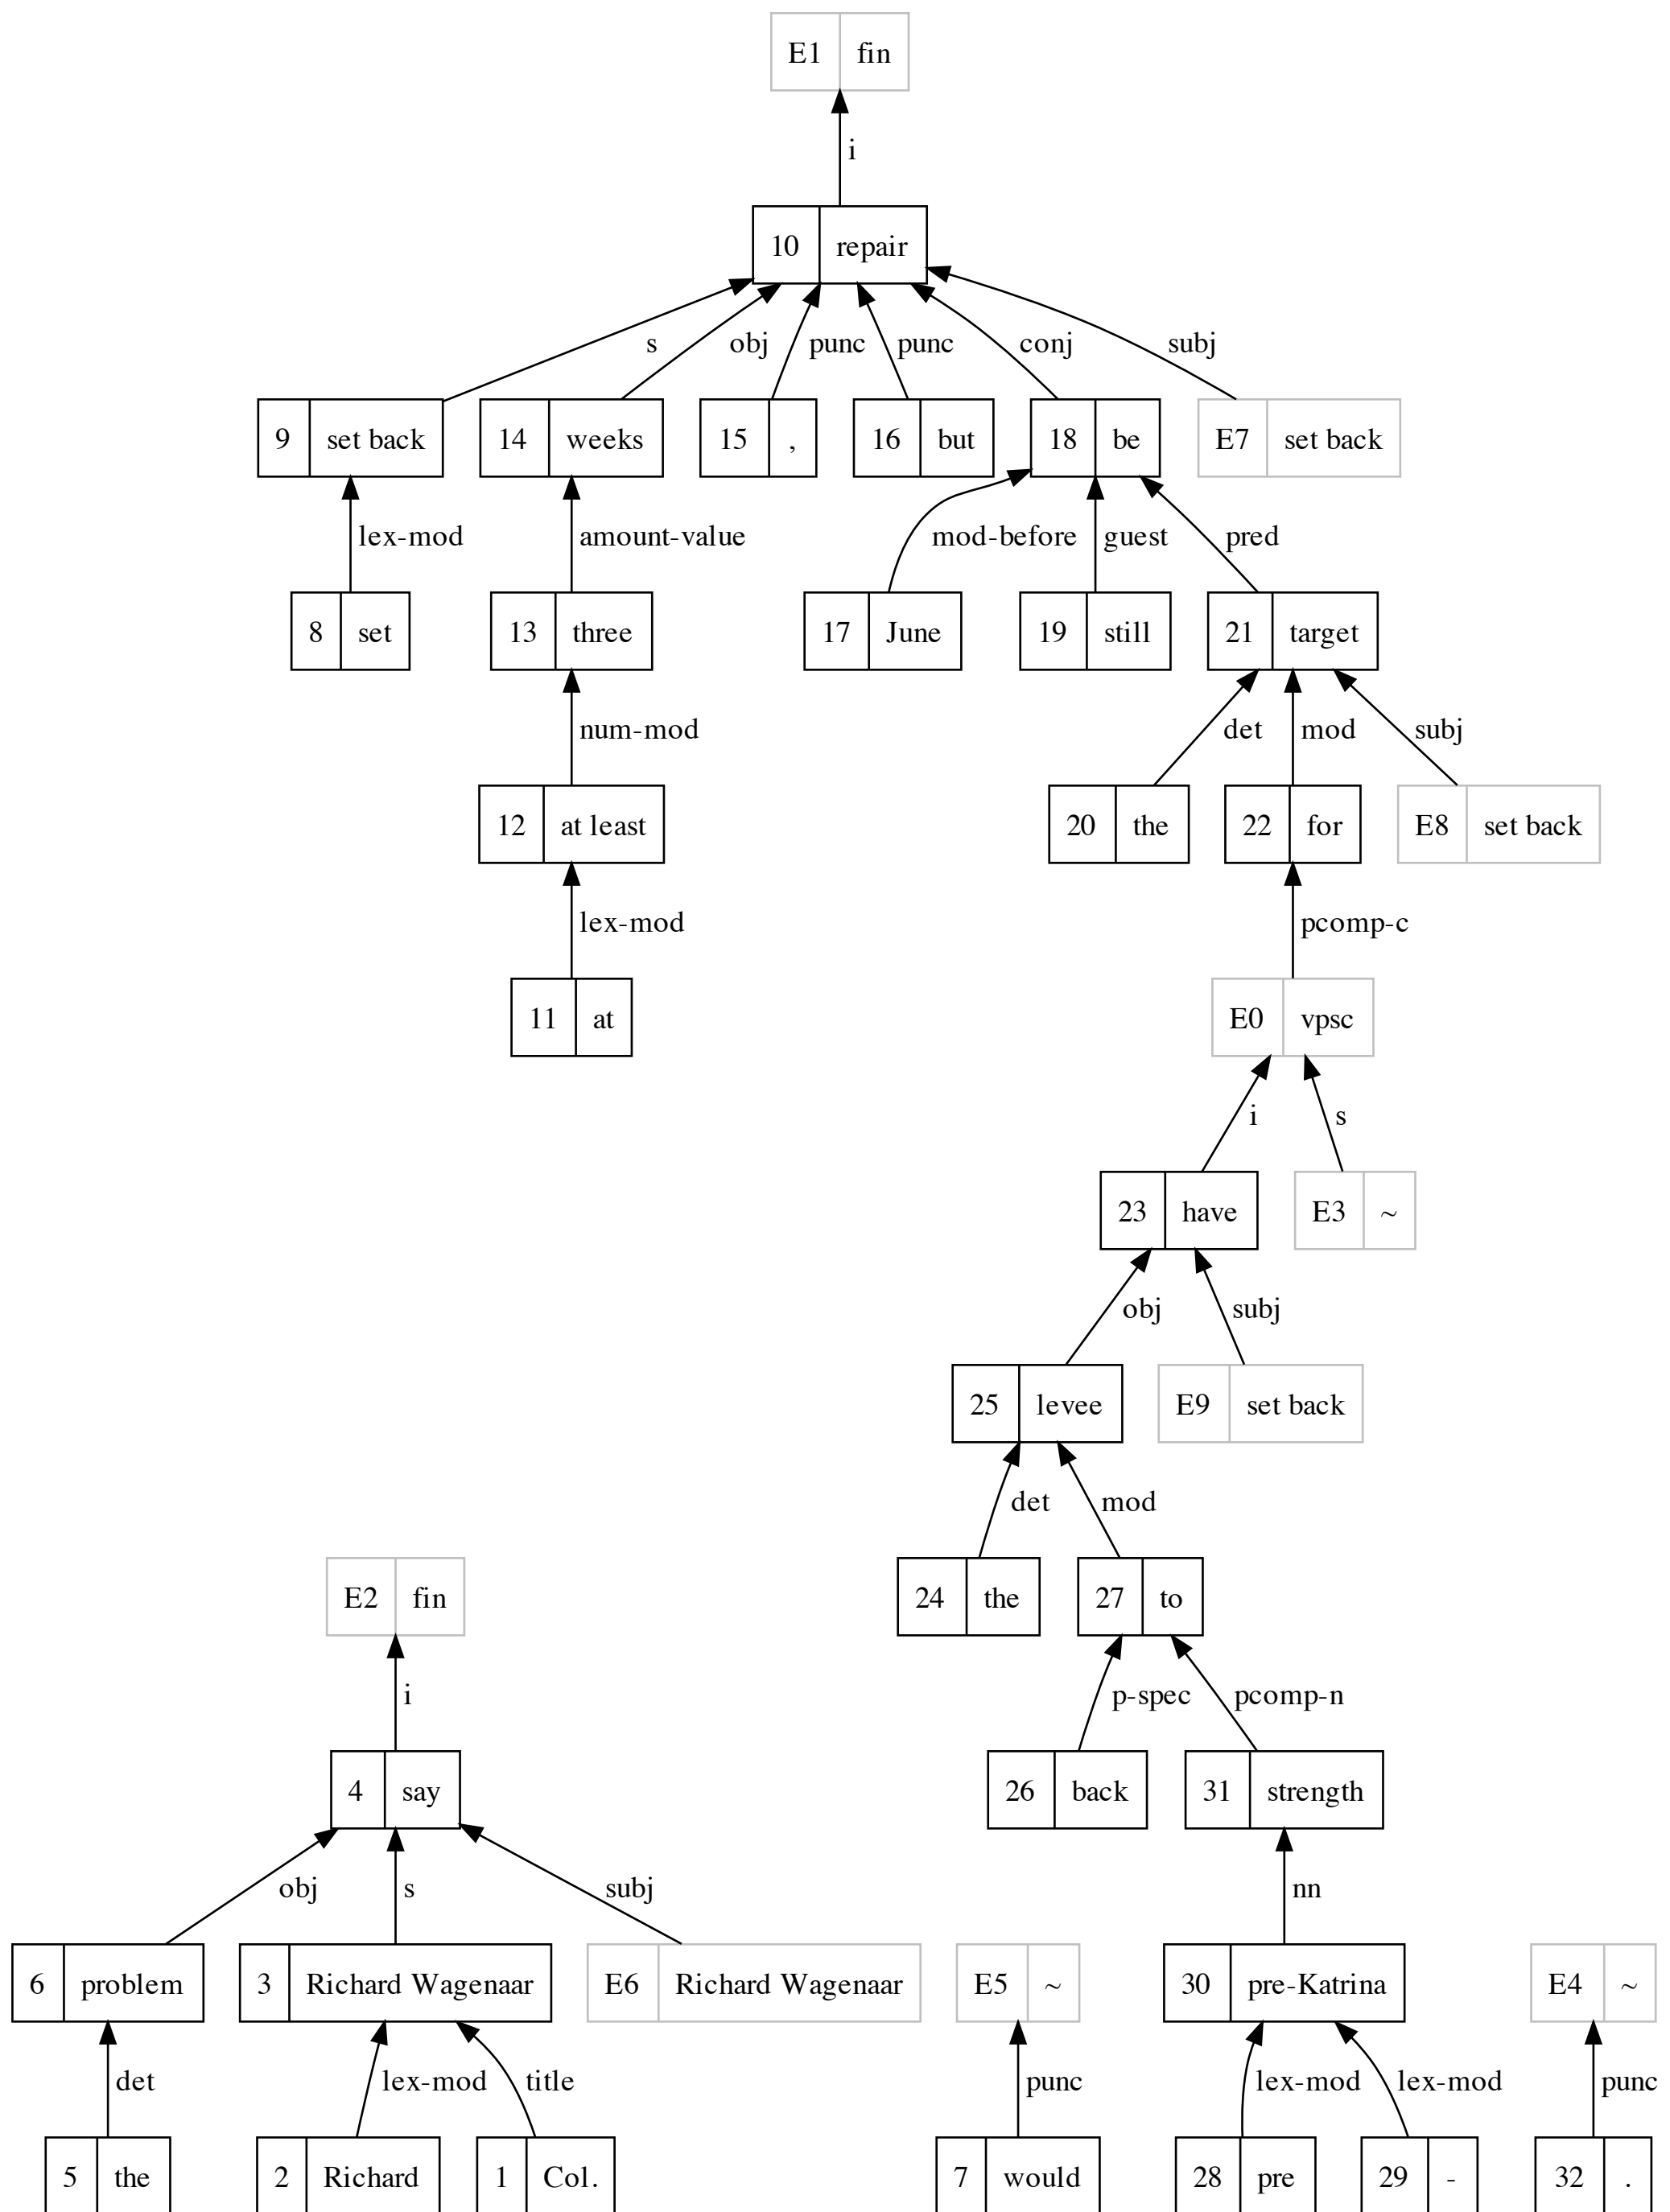 E1 fin
i
10 repair
s obj punc punc conj subj
9 set back 14 weeks 15 , 16 but 18 be E7 set back
lex-mod amount-value mod-before guest pred
8 set 13 three 17 June 19 still 21 target
num-mod det mod subj
12 at least 20 the 22 for E8 set back
lex-mod pcomp-c
11 at E0 vpsc
i s
23 have E3 ~
obj subj
25 levee E9 set back
det mod
E2 fin 24 the 27 to
i p-spec pcomp-n
4 say 26 back 31 strength
obj s subj nn
6 problem 3 Richard Wagenaar E6 Richard Wagenaar E5 ~ 30 pre-Katrina E4 ~
det lex-mod title punc lex-mod lex-mod punc
5 the 2 Richard 1 Col. 7 would 28 pre 29 - 32 .